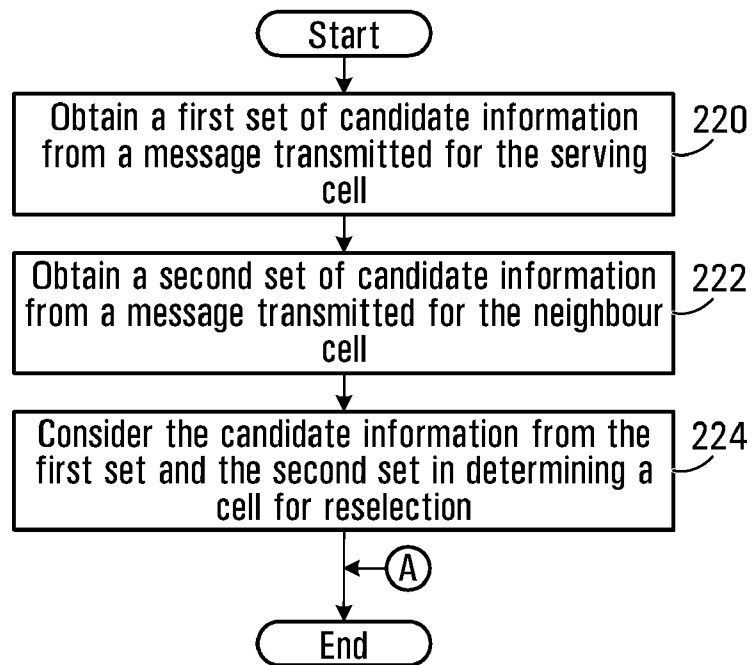 Start
Obtain a first set of candidate information
from a message transmitted for the serving
cell
220
Obtain a second set of candidate information
from a message transmitted for the neighbour
cell
222
Consider the candidate information from the
first set and the second set in determining a
cell for reselection
224
A
End